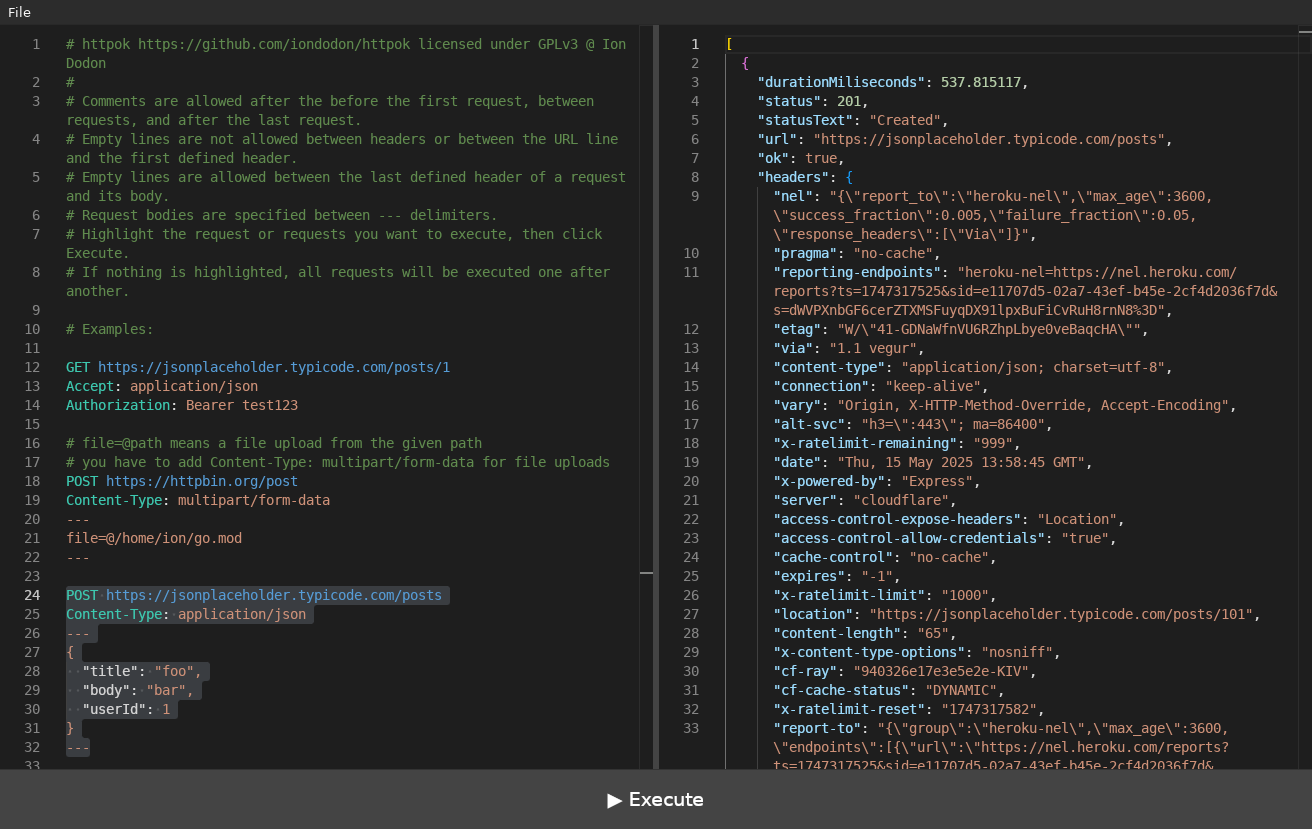 File
1 # httpok https://github.com/iondodon/httpok licensed under GPLv3 @ Ion
Dodon
2 #
3 # Comments are allowed after the before the first request, between
requests, and after the last request.
4 # Empty lines are not allowed between headers or between the URL line
and the first defined header.
5 # Empty lines are allowed between the last defined header of a request
and its body.
6 # Request bodies are specified between --- delimiters.
7 # Highlight the request or requests you want to execute, then click
Execute.
8 # If nothing is highlighted, all requests will be executed one after
another.
9
10 # Examples:
11
12 GET https://jsonplaceholder.typicode.com/posts/1
13 Accept: application/json
14 Authorization: Bearer test123
15
16 # file=@path means a file upload from the given path
17 # you have to add Content-Type: multipart/form-data for file uploads
18 POST https://httpbin.org/post
19 Content-Type: multipart/form-data
20 ---
21 file=@/home/ion/go.mod
22 ---
23
24 POST https://jsonplaceholder.typicode.com/posts
25 Content-Type: application/json
26 ---
27 {
28 "title": "foo",
29 "body": "bar",
30 "userId": 1
31 }
32 ---
33
1 [
2 {
3 "durationMiliseconds": 537.815117,
4 "status": 201,
5 "statusText": "Created",
6 "url": "https://jsonplaceholder.typicode.com/posts",
7 "ok": true,
8 "headers": {
9 "nel": "{\"report_to\":\"heroku-nel\",\"max_age\":3600,
\"success_fraction\":0.005,\"failure_fraction\":0.05,
\"response_headers\":[\"Via\"]}",
10 "pragma": "no-cache",
11 "reporting-endpoints": "heroku-nel=https://nel.heroku.com/
reports?ts=1747317525&sid=e11707d5-02a7-43ef-b45e-2cf4d2036f7d&
s=dWVPXnbGF6cerZTXMSFuyqDX91lpxBuFiCvRuH8rnN8%3D",
12 "etag": "W/\"41-GDNaWfnVU6RZhpLbye0veBaqcHA\"",
13 "via": "1.1 vegur",
14 "content-type": "application/json; charset=utf-8",
15 "connection": "keep-alive",
16 "vary": "Origin, X-HTTP-Method-Override, Accept-Encoding",
17 "alt-svc": "h3=\":443\"; ma=86400",
18 "x-ratelimit-remaining": "999",
19 "date": "Thu, 15 May 2025 13:58:45 GMT",
20 "x-powered-by": "Express",
21 "server": "cloudflare",
22 "access-control-expose-headers": "Location",
23 "access-control-allow-credentials": "true",
24 "cache-control": "no-cache",
25 "expires": "-1",
26 "x-ratelimit-limit": "1000",
27 "location": "https://jsonplaceholder.typicode.com/posts/101",
28 "content-length": "65",
29 "x-content-type-options": "nosniff",
30 "cf-ray": "940326e17e3e5e2e-KIV",
31 "cf-cache-status": "DYNAMIC",
32 "x-ratelimit-reset": "1747317582",
33 "report-to": "{\"group\":\"heroku-nel\",\"max_age\":3600,
\"endpoints\":[{\"url\":\"https://nel.heroku.com/reports?
ts=1747317525&sid=e11707d5-02a7-43ef-b45e-2cf4d2036f7d&
▶ Execute